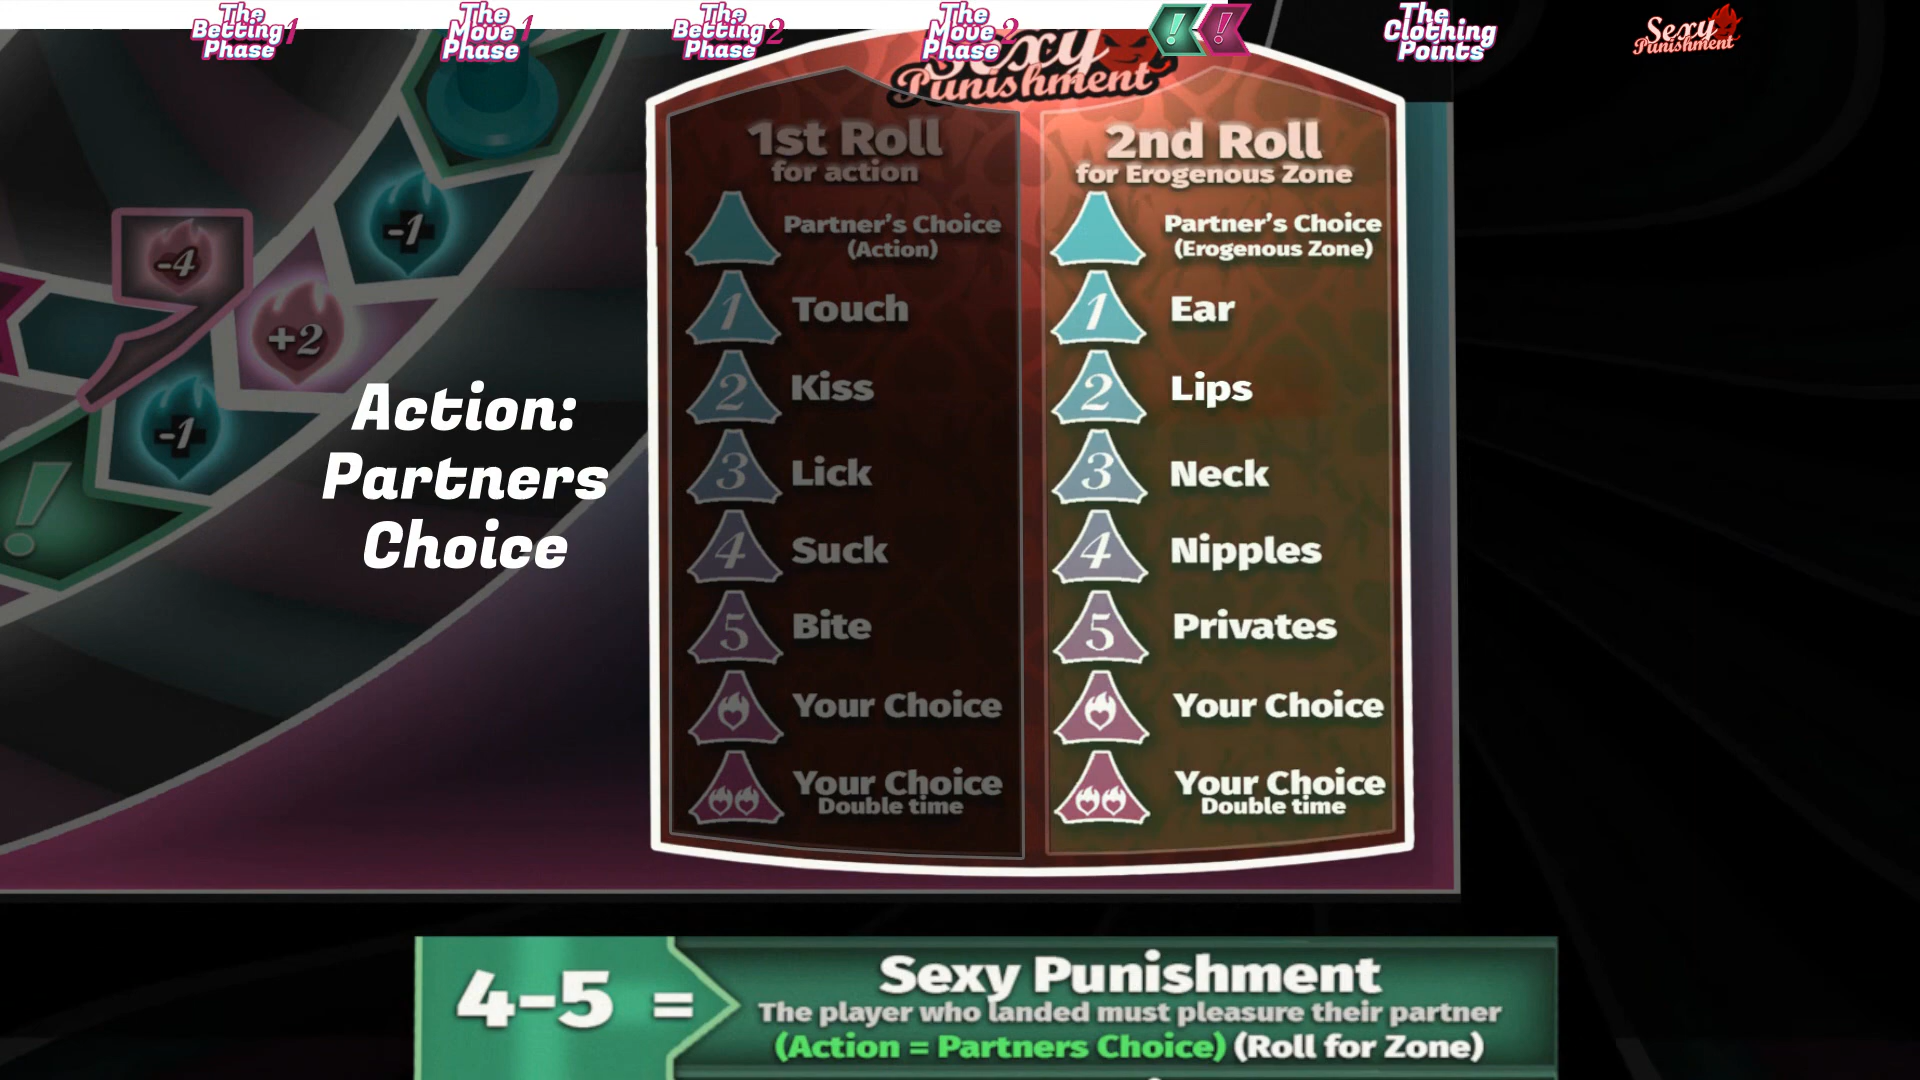 The
Betting 1
Phase
The
Move 1
Phase
The
Betting 2
Phase
The
Move 2
Phase
!
!
The
Clothing
Points
Sexy
Punishment
Sexy
Punishment
1st Roll
for action
Partner's Choice
(Action)
1 Touch
2 Kiss
3 Lick
4 Suck
5 Bite
Your Choice
Your Choice
Double time
2nd Roll
for Erogenous Zone
Partner's Choice
(Erogenous Zone)
1 Ear
2 Lips
3 Neck
4 Nipples
5 Privates
Your Choice
Your Choice
Double time
-1
-4
+2
-1
!
Action:
Partners
Choice
4-5 =
Sexy Punishment
The player who landed must pleasure their partner
(Action = Partners Choice) (Roll for Zone)